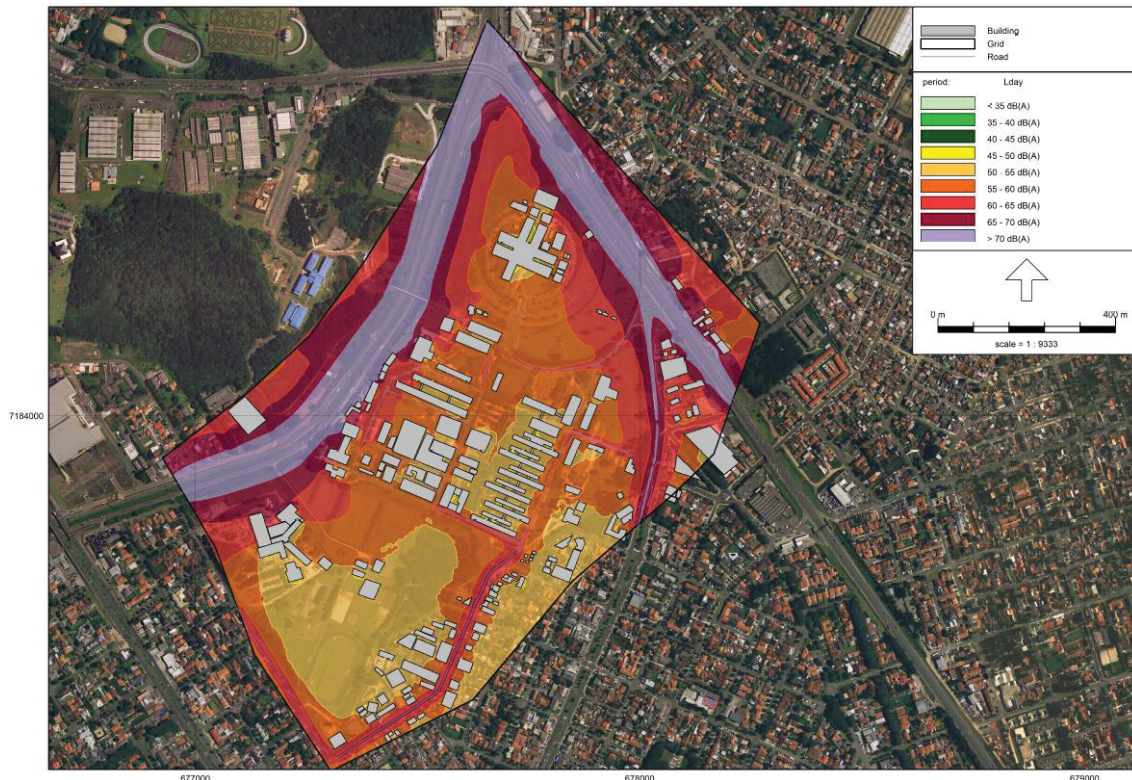 Building
Grid
Road
period: Lday
< 35 dB(A)
35 - 40 dB(A)
40 - 45 dB(A)
45 - 50 dB(A)
50 - 55 dB(A)
55 - 60 dB(A)
60 - 65 dB(A)
65 - 70 dB(A)
> 70 dB(A)
0 m 400 m
scale = 1 : 9333
7184000
677000 678000 679000